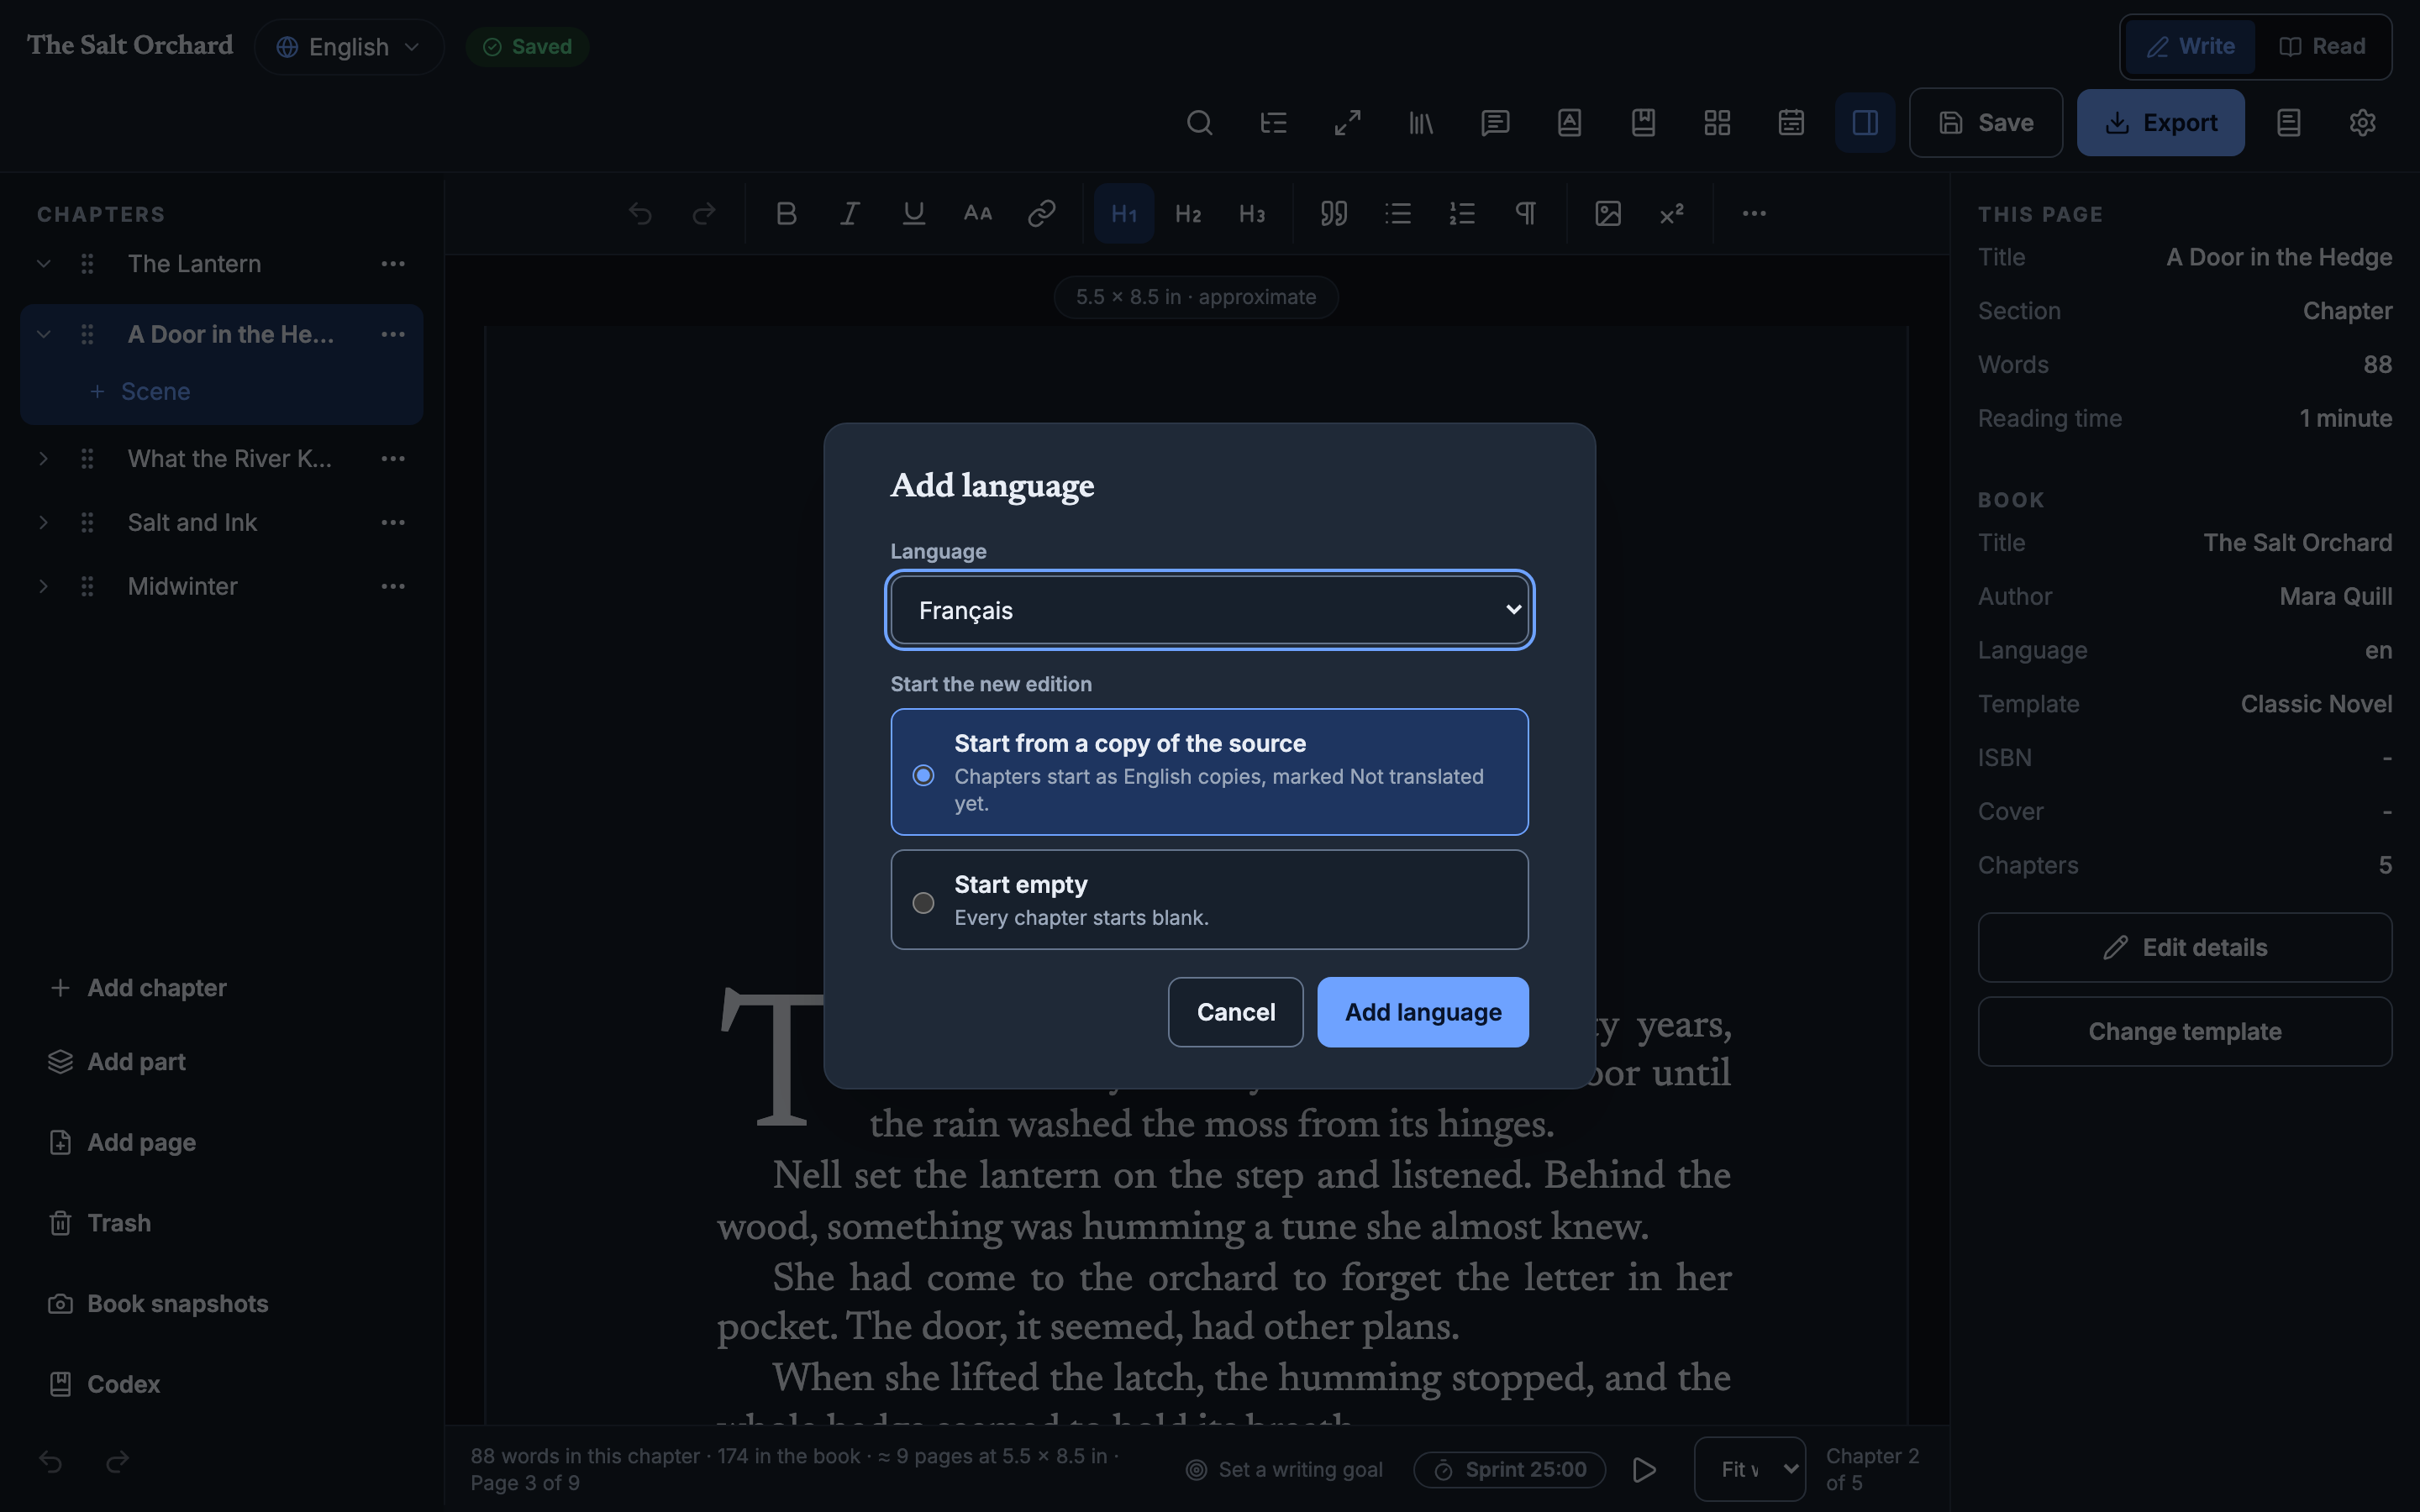 The Salt Orchard
English
Saved
Write
Read
Save
Export
CHAPTERS
The Lantern
A Door in the He...
+ Scene
What the River K...
Salt and Ink
Midwinter
Add chapter
Add part
Add page
Trash
Book snapshots
Codex
B I U AA H1 H2 H3 x²
5.5 × 8.5 in · approximate
Add language
Language
Français
Start the new edition
Start from a copy of the source
Chapters start as English copies, marked Not translated
yet.
Start empty
Every chapter starts blank.
Cancel
Add language
T
years,
until
the rain washed the moss from its hinges.
Nell set the lantern on the step and listened. Behind the
wood, something was humming a tune she almost knew.
She had come to the orchard to forget the letter in her
pocket. The door, it seemed, had other plans.
When she lifted the latch, the humming stopped, and the
88 words in this chapter · 174 in the book · ≈ 9 pages at 5.5 × 8.5 in ·
Page 3 of 9
Set a writing goal
Sprint 25:00
Fit
Chapter 2
of 5
THIS PAGE
Title A Door in the Hedge
Section Chapter
Words 88
Reading time 1 minute
BOOK
Title The Salt Orchard
Author Mara Quill
Language en
Template Classic Novel
ISBN -
Cover -
Chapters 5
Edit details
Change template